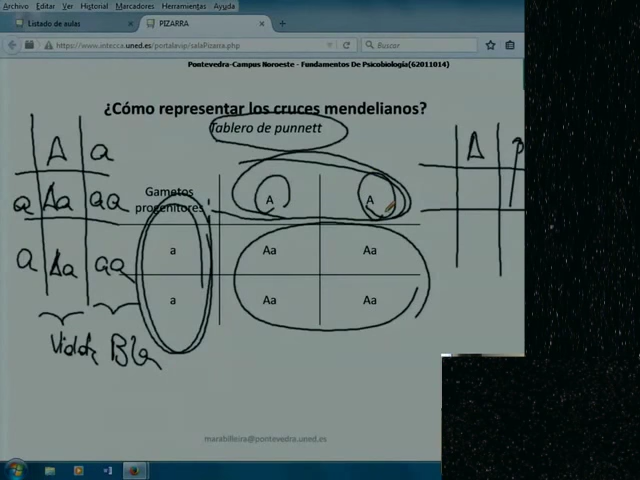 Archivo Editar Ver Historial Marcadores Herramientas Ayuda
Listado de aulas × PIZARRA × +
https://www.intecca.uned.es/portalavip/salaPizarra.php Buscar
Pontevedra-Campus Noroeste - Fundamentos De Psicobiología(62011014)
¿Cómo representar los cruces mendelianos?
Tablero de punnett
A a
a Aa aa
a Aa aa
Bla
Gametos progenitores A A
a Aa Aa
a Aa Aa
A
marabilleira@pontevedra.uned.es